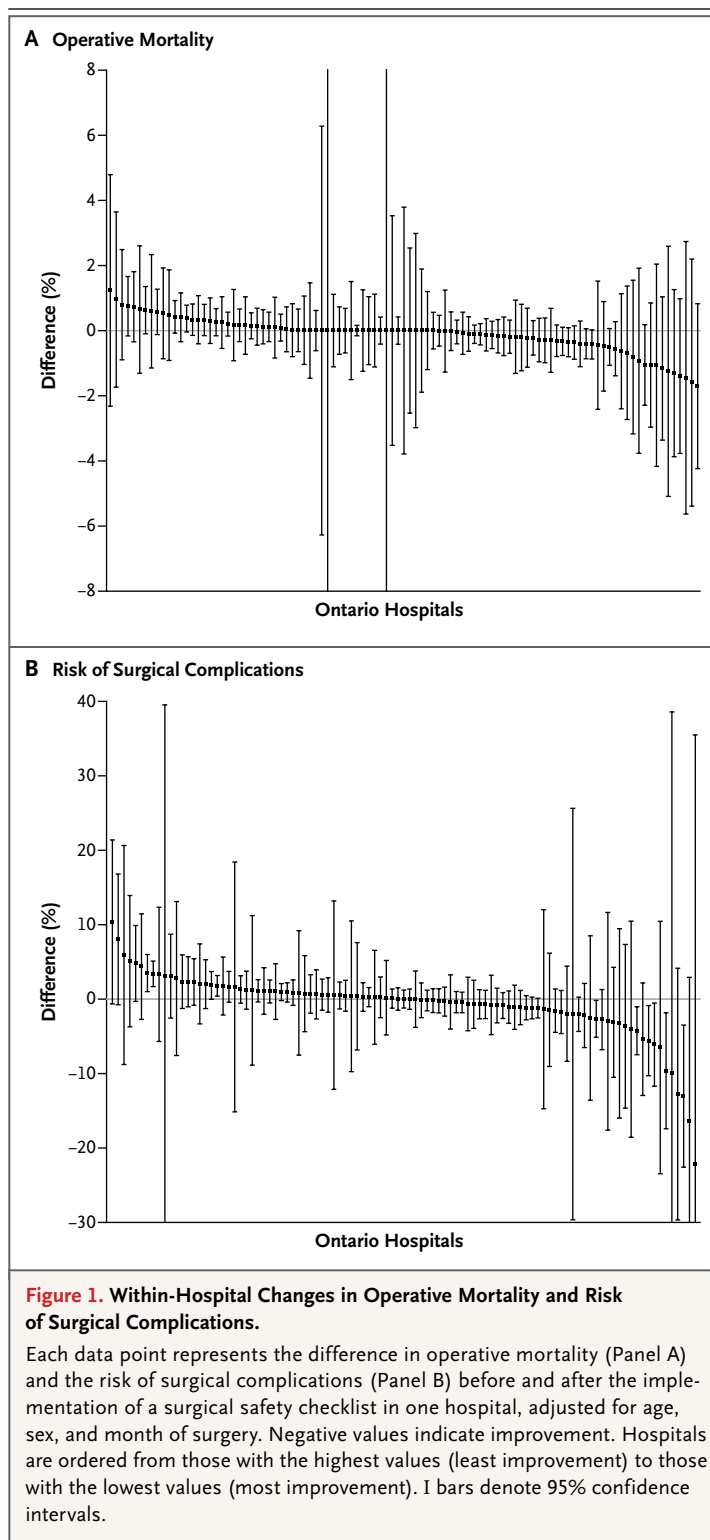 A Operative Mortality
8
6
4
2
0
−2
−4
−6
−8
Difference (%)
Ontario Hospitals
B Risk of Surgical Complications
40
30
20
10
0
−10
−20
−30
Difference (%)
Ontario Hospitals
Figure 1. Within-Hospital Changes in Operative Mortality and Risk
of Surgical Complications.
Each data point represents the difference in operative mortality (Panel A)
and the risk of surgical complications (Panel B) before and after the imple-
mentation of a surgical safety checklist in one hospital, adjusted for age,
sex, and month of surgery. Negative values indicate improvement. Hospitals
are ordered from those with the highest values (least improvement) to those
with the lowest values (most improvement). I bars denote 95% confidence
intervals.